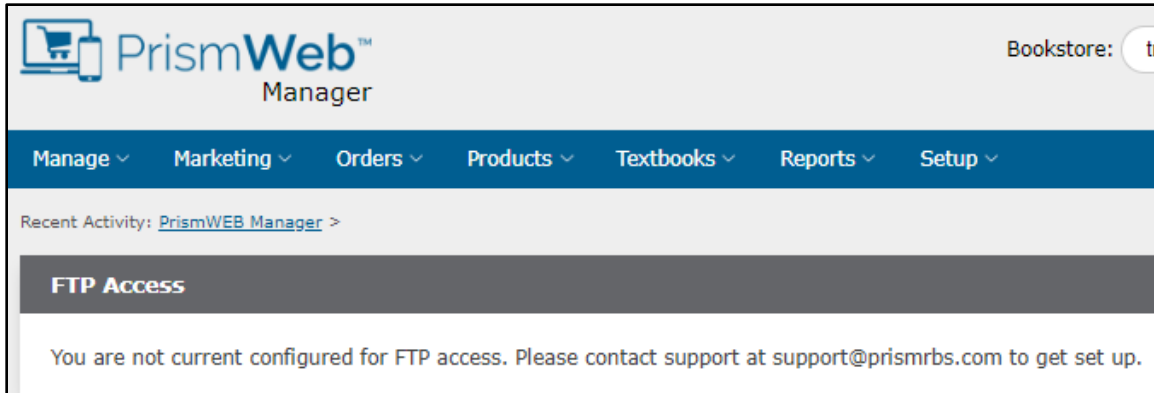 PrismWeb™
Manager
Bookstore:
Manage Marketing Orders Products Textbooks Reports Setup
Recent Activity: PrismWEB Manager >
FTP Access
You are not current configured for FTP access. Please contact support at support@prismrbs.com to get set up.